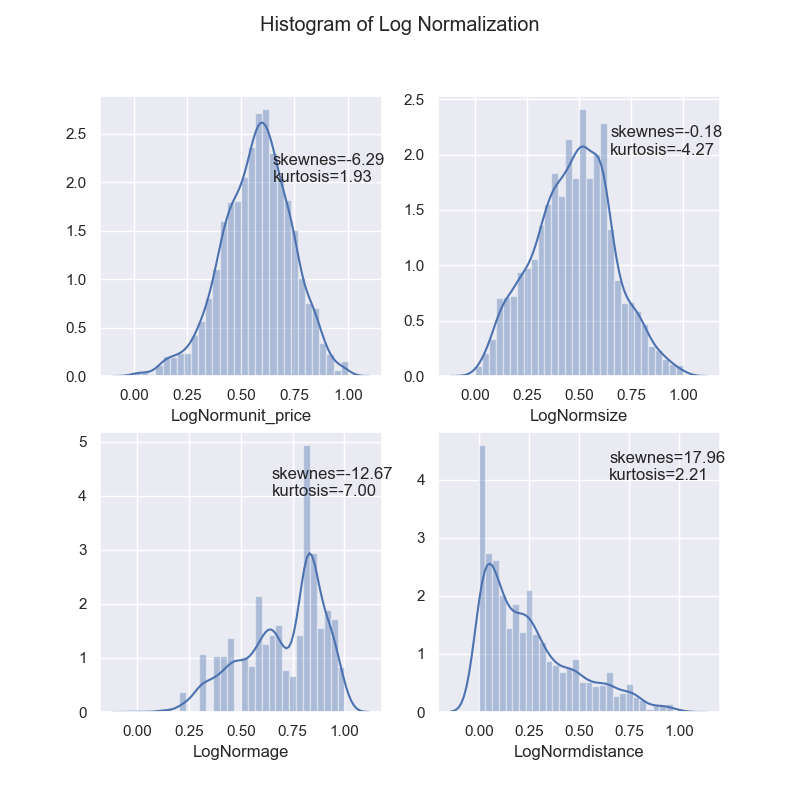 Histogram of Log Normalization
2.5
2.0
1.5
1.0
0.5
0.0
skewnes=-6.29
kurtosis=1.93
0.00 0.25 0.50 0.75 1.00
LogNormunit_price
2.5
2.0
1.5
1.0
0.5
0.0
skewnes=-0.18
kurtosis=-4.27
0.00 0.25 0.50 0.75 1.00
LogNormsize
5
4
3
2
1
0
skewnes=-12.67
kurtosis=-7.00
0.00 0.25 0.50 0.75 1.00
LogNormage
4
3
2
1
0
skewnes=17.96
kurtosis=2.21
0.00 0.25 0.50 0.75 1.00
LogNormdistance